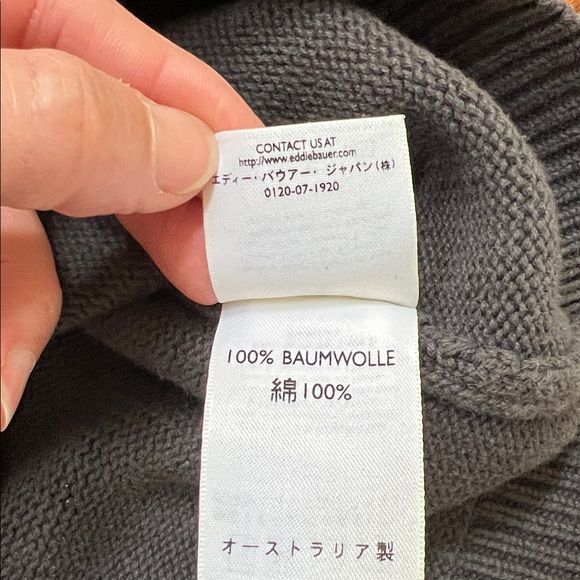 CONTACT US AT
http://www.eddiebauer.com
エディー・バウアー・ジャパン(株)
0120-07-1920
100% BAUMWOLLE
綿100%
オーストラリア製